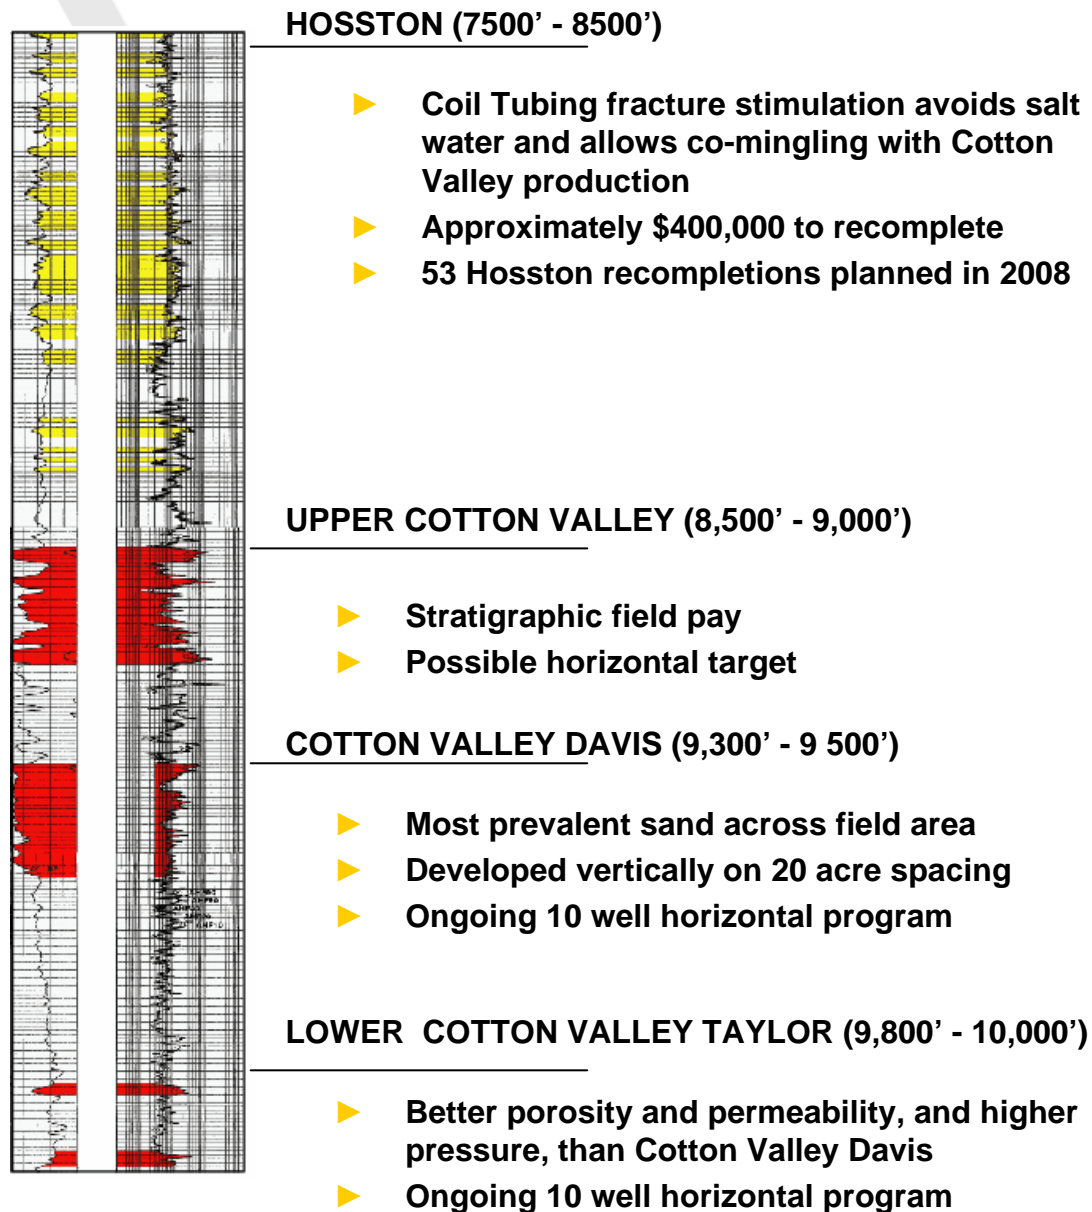 HOSSTON (7500’ - 8500’)
► Coil Tubing fracture stimulation avoids salt
water and allows co-mingling with Cotton
Valley production
► Approximately $400,000 to recomplete
► 53 Hosston recompletions planned in 2008
UPPER COTTON VALLEY (8,500’ - 9,000’)
► Stratigraphic field pay
► Possible horizontal target
COTTON VALLEY DAVIS (9,300’ - 9 500’)
► Most prevalent sand across field area
► Developed vertically on 20 acre spacing
► Ongoing 10 well horizontal program
LOWER COTTON VALLEY TAYLOR (9,800’ - 10,000’)
► Better porosity and permeability, and higher
pressure, than Cotton Valley Davis
► Ongoing 10 well horizontal program